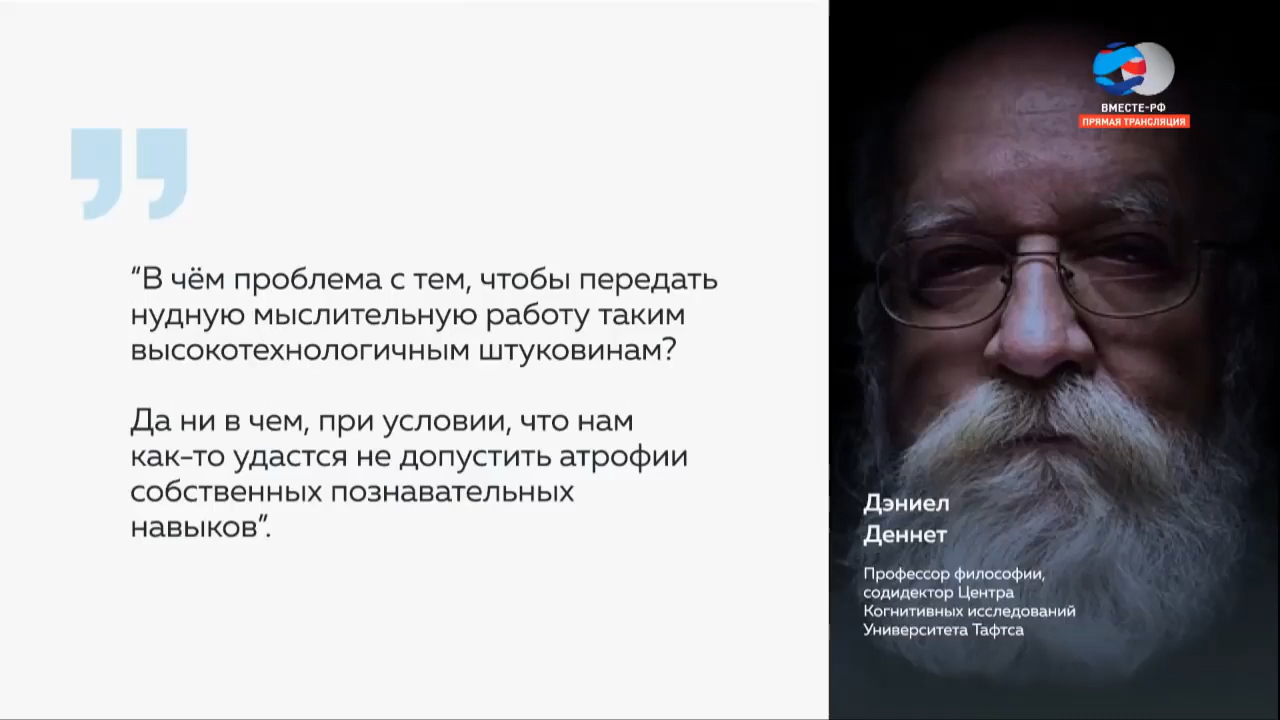 ВМЕСТЕ-РФ
ПРЯМАЯ ТРАНСЛЯЦИЯ
“В чём проблема с тем, чтобы передать
нудную мыслительную работу таким
высокотехнологичным штуковинам?
Да ни в чем, при условии, что нам
как-то удастся не допустить атрофии
собственных познавательных
навыков”.
Дэниел
Деннет
Профессор философии,
содидектор Центра
Когнитивных исследований
Университета Тафтса